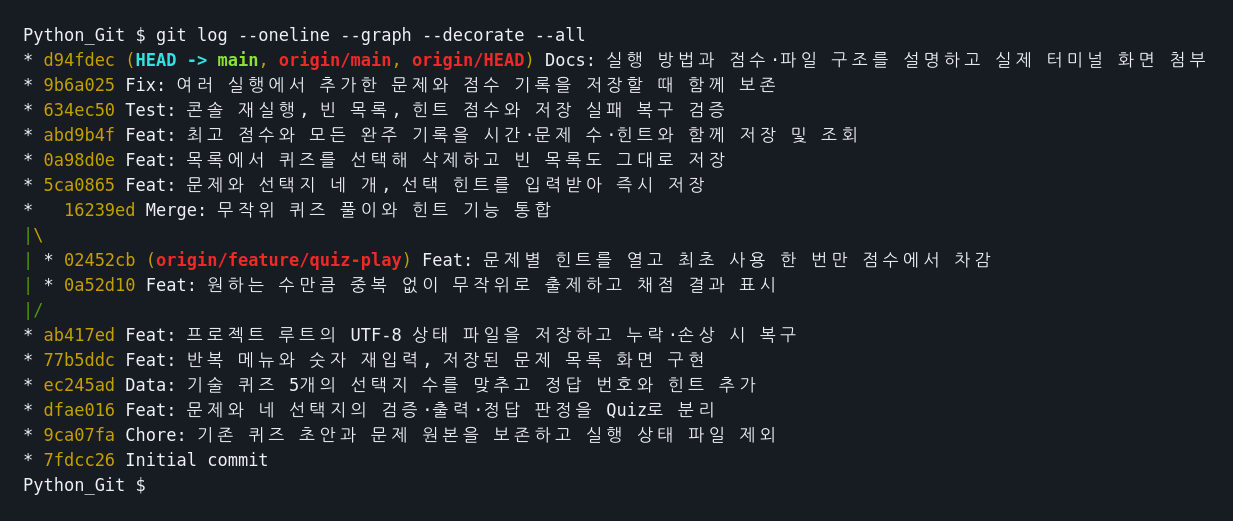 Python_Git $ git log --oneline --graph --decorate --all
* d94fdec (HEAD -> main, origin/main, origin/HEAD) Docs: 실행 방법과 점수·파일 구조를 설명하고 실제 터미널 화면 첨부
* 9b6a025 Fix: 여러 실행에서 추가한 문제와 점수 기록을 저장할 때 함께 보존
* 634ec50 Test: 콘솔 재실행, 빈 목록, 힌트 점수와 저장 실패 복구 검증
* abd9b4f Feat: 최고 점수와 모든 완주 기록을 시간·문제 수·힌트와 함께 저장 및 조회
* 0a98d0e Feat: 목록에서 퀴즈를 선택해 삭제하고 빈 목록도 그대로 저장
* 5ca0865 Feat: 문제와 선택지 네 개, 선택 힌트를 입력받아 즉시 저장
*   16239ed Merge: 무작위 퀴즈 풀이와 힌트 기능 통합
|\
| * 02452cb (origin/feature/quiz-play) Feat: 문제별 힌트를 열고 최초 사용 한 번만 점수에서 차감
| * 0a52d10 Feat: 원하는 수만큼 중복 없이 무작위로 출제하고 채점 결과 표시
|/
* ab417ed Feat: 프로젝트 루트의 UTF-8 상태 파일을 저장하고 누락·손상 시 복구
* 77b5ddc Feat: 반복 메뉴와 숫자 재입력, 저장된 문제 목록 화면 구현
* ec245ad Data: 기술 퀴즈 5개의 선택지 수를 맞추고 정답 번호와 힌트 추가
* dfae016 Feat: 문제와 네 선택지의 검증·출력·정답 판정을 Quiz로 분리
* 9ca07fa Chore: 기존 퀴즈 초안과 문제 원본을 보존하고 실행 상태 파일 제외
* 7fdcc26 Initial commit
Python_Git $